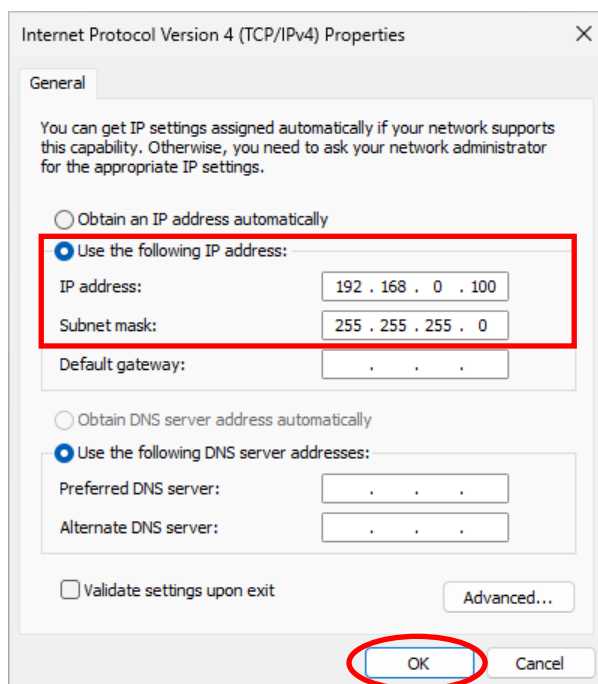 Internet Protocol Version 4 (TCP/IPv4) Properties
General
You can get IP settings assigned automatically if your network supports
this capability. Otherwise, you need to ask your network administrator
for the appropriate IP settings.
Obtain an IP address automatically
Use the following IP address:
IP address: 192 . 168 . 0 . 100
Subnet mask: 255 . 255 . 255 . 0
Default gateway: . . .
Obtain DNS server address automatically
Use the following DNS server addresses:
Preferred DNS server: . . .
Alternate DNS server: . . .
Validate settings upon exit
Advanced...
OK Cancel